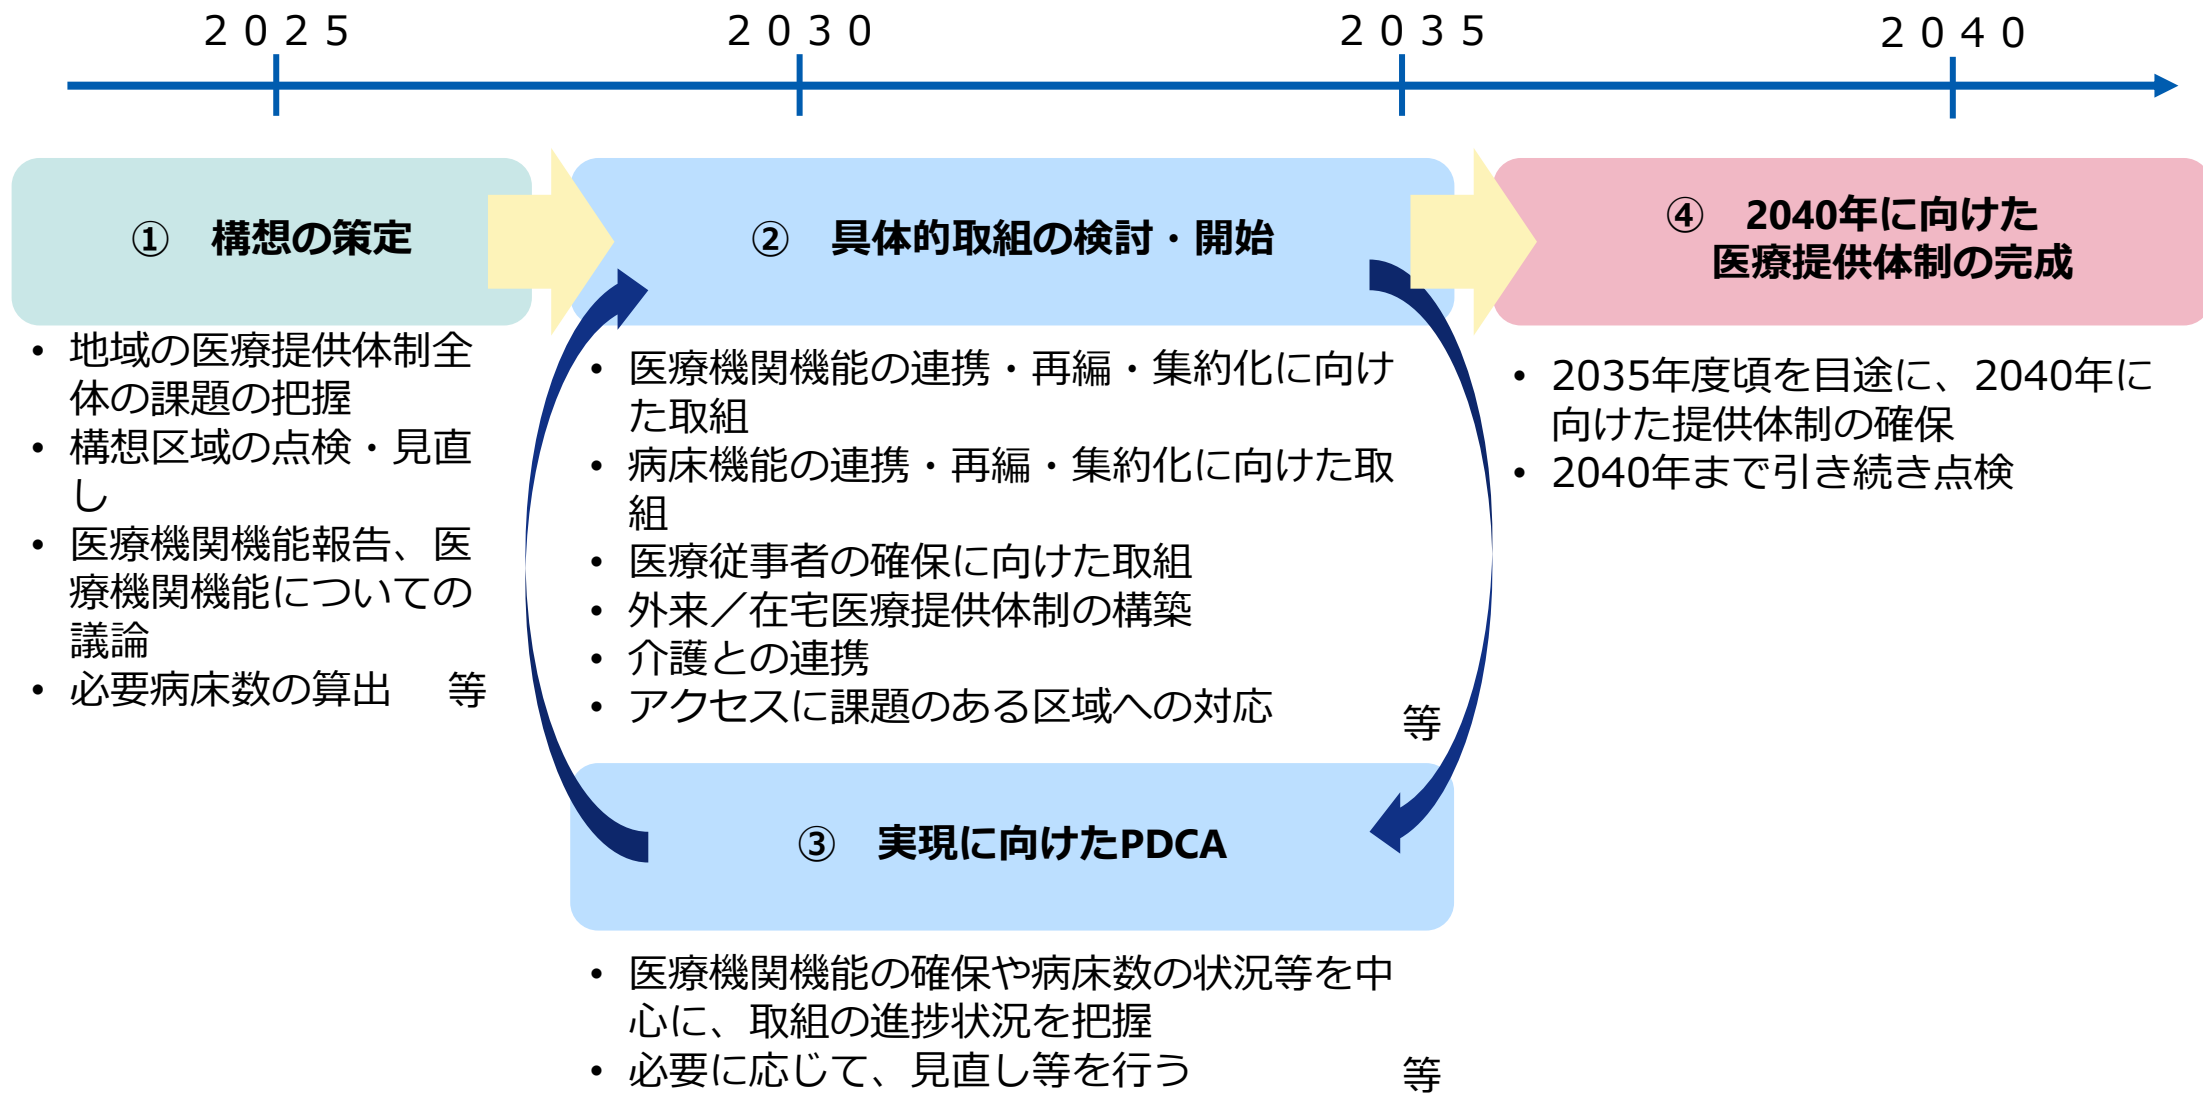 ２０２５
２０３０
２０３５
２０４０
①　構想の策定
• 地域の医療提供体制全
体の課題の把握
• 構想区域の点検・見直
し
• 医療機関機能報告、医
療機関機能についての
議論
• 必要病床数の算出　等
②　具体的取組の検討・開始
• 医療機関機能の連携・再編・集約化に向け
た取組
• 病床機能の連携・再編・集約化に向けた取
組
• 医療従事者の確保に向けた取組
• 外来／在宅医療提供体制の構築
• 介護との連携
• アクセスに課題のある区域への対応
等
③　実現に向けたPDCA
• 医療機関機能の確保や病床数の状況等を中
心に、取組の進捗状況を把握
• 必要に応じて、見直し等を行う　等
④　2040年に向けた
医療提供体制の完成
• 2035年度頃を目途に、2040年に
向けた提供体制の確保
• 2040年まで引き続き点検